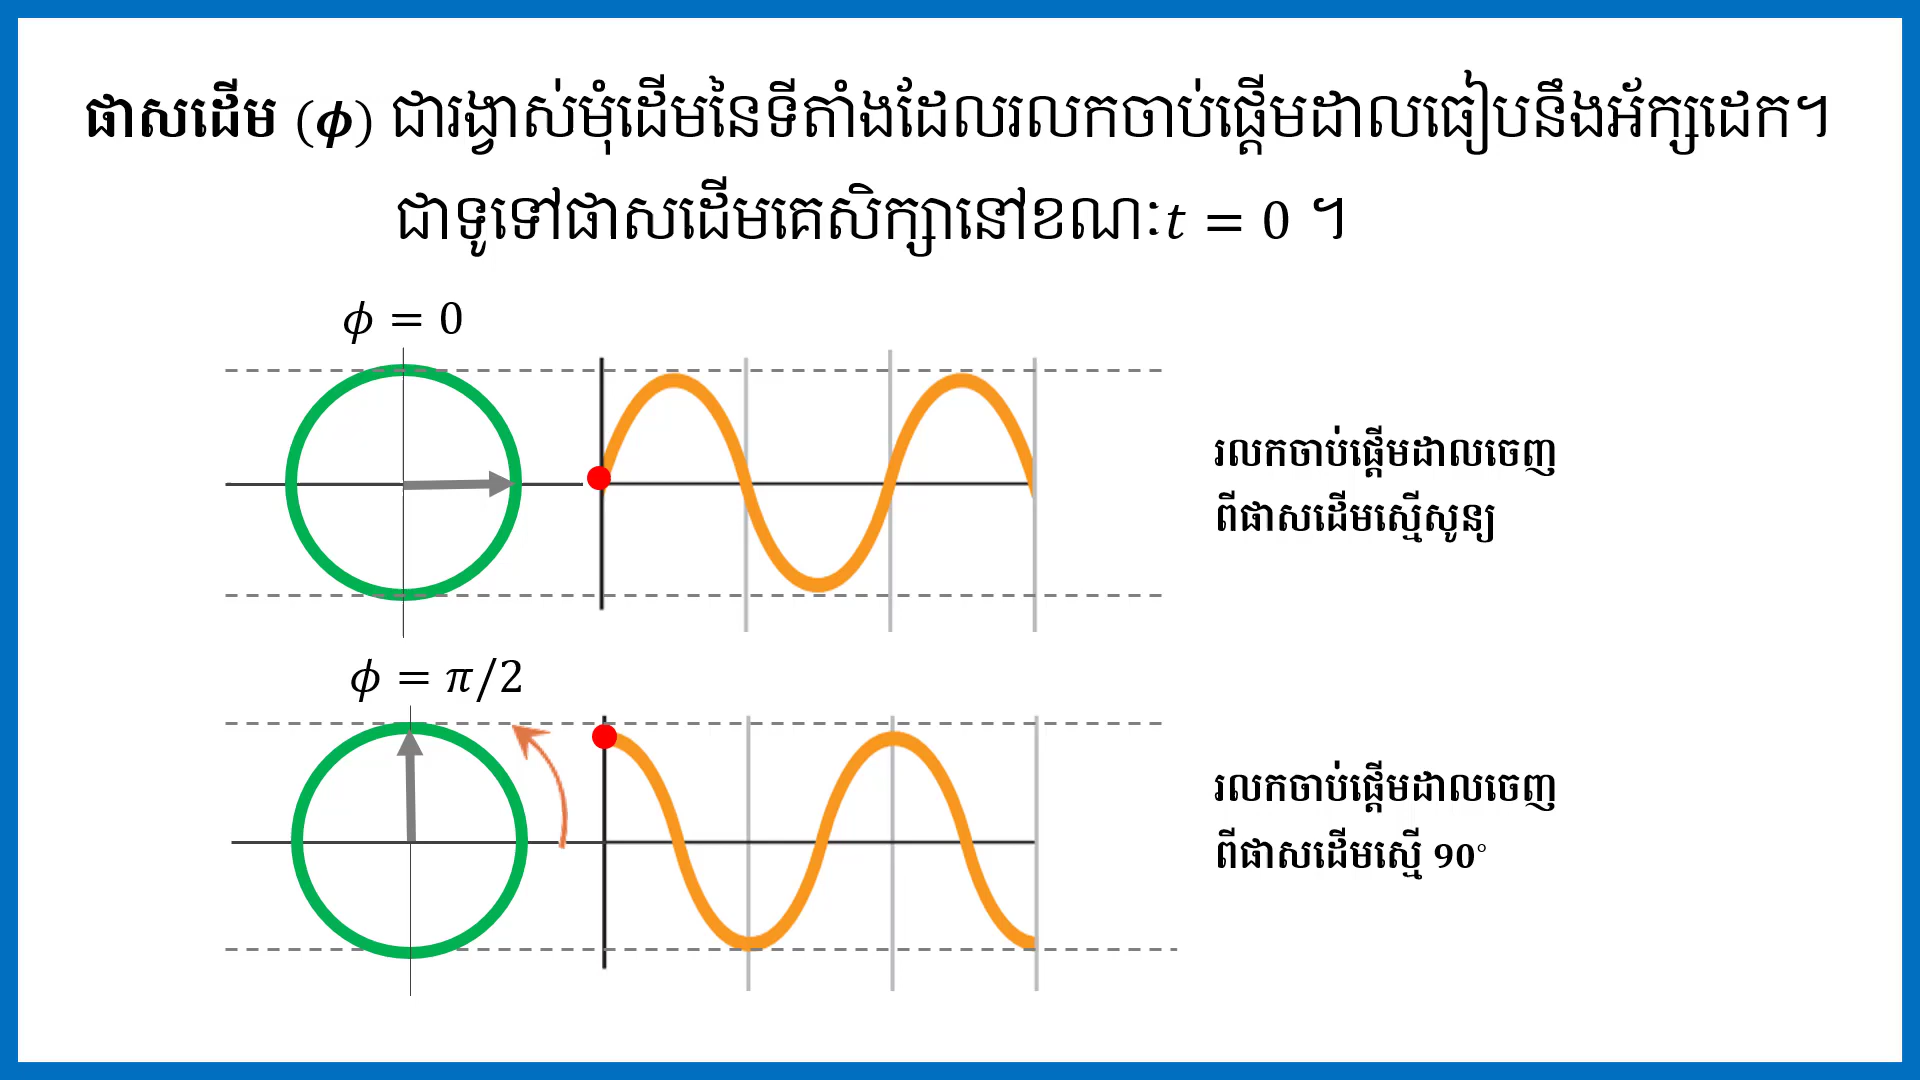 ផាសដើម (ϕ) ជារង្វាស់មុំដើមនៃទីតាំងដែលរលកចាប់ផ្តើមដាលធៀបនឹងអ័ក្សដេក។
ជាទូទៅផាសដើមគេសិក្សានៅខណៈ t = 0 ។
ϕ = 0
រលកចាប់ផ្តើមដាលចេញ
ពីផាសដើមស្មើសូន្យ
ϕ = π/2
រលកចាប់ផ្តើមដាលចេញ
ពីផាសដើមស្មើ 90°